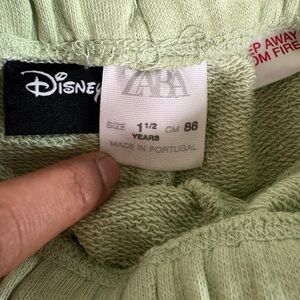 DISNEY
ZARA
SIZE 1 1/2 CM 86
YEARS
MADE IN PORTUGAL
EP AWAY
OM FIRE